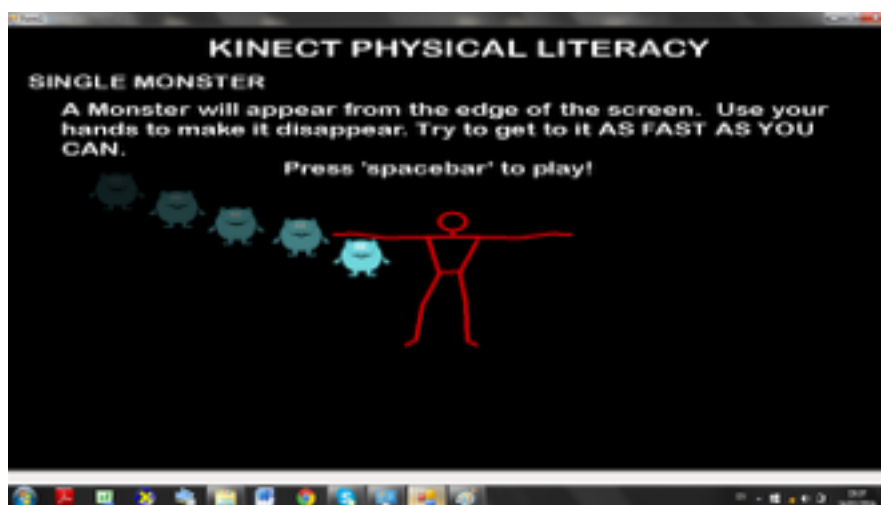 KINECT PHYSICAL LITERACY
SINGLE MONSTER
A Monster will appear from the edge of the screen. Use your
hands to make it disappear. Try to get to it AS FAST AS YOU
CAN.
Press 'spacebar' to play!